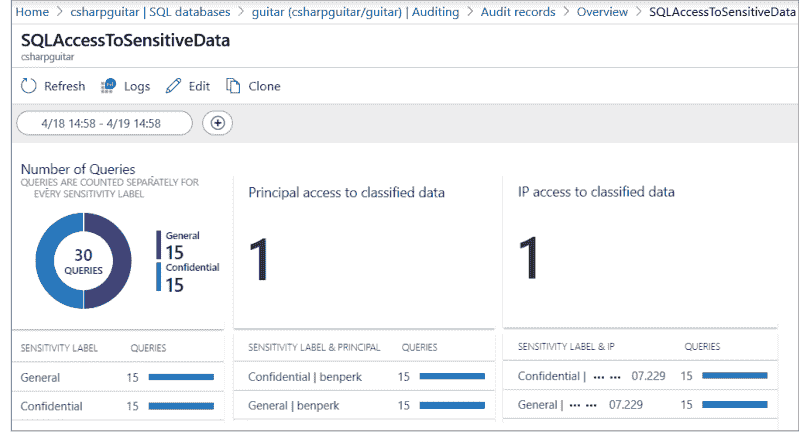 Home > csharpguitar | SQL databases > guitar (csharpguitar/guitar) | Auditing > Audit records > Overview > SQLAccessToSensitiveData
SQLAccessToSensitiveData
csharpguitar
Refresh Logs Edit Clone
4/18 14:58 - 4/19 14:58
Number of Queries
QUERIES ARE COUNTED SEPARATELY FOR
EVERY SENSITIVITY LABEL
30
QUERIES
General
15
Confidential
15
Principal access to classified data
1
IP access to classified data
1
SENSITIVITY LABEL QUERIES
General 15
Confidential 15
SENSITIVITY LABEL & PRINCIPAL QUERIES
Confidential | benperk 15
General | benperk 15
SENSITIVITY LABEL & IP QUERIES
Confidential | ... ... 07.229 15
General | ... ... 07.229 15